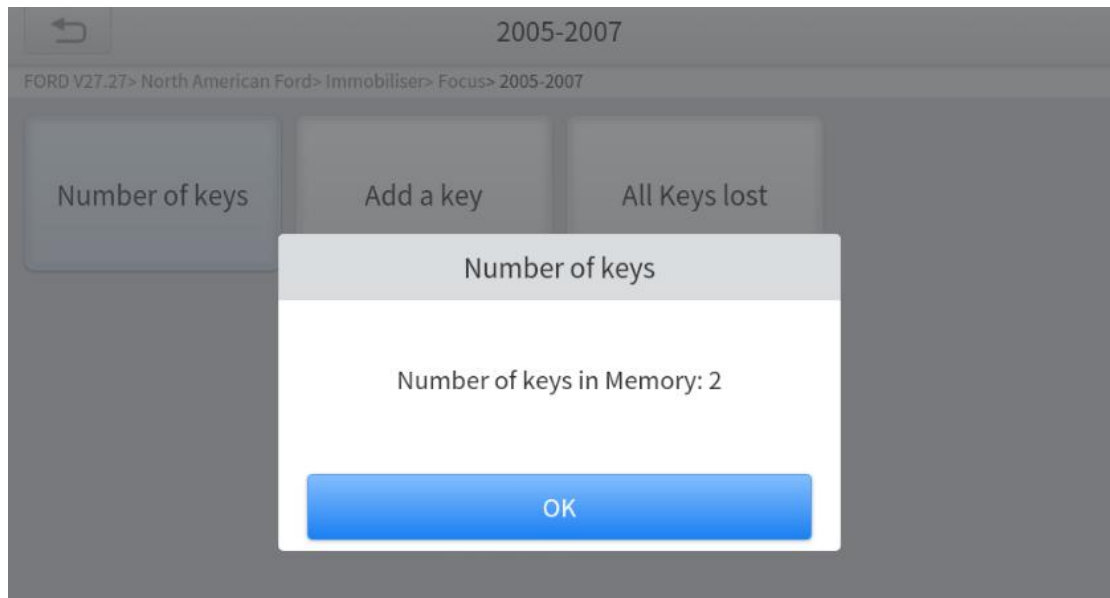 2005-2007
FORD V27.27> North American Ford> Immobiliser> Focus> 2005-2007
Number of keys
Add a key
All Keys lost
Number of keys
Number of keys in Memory: 2
OK